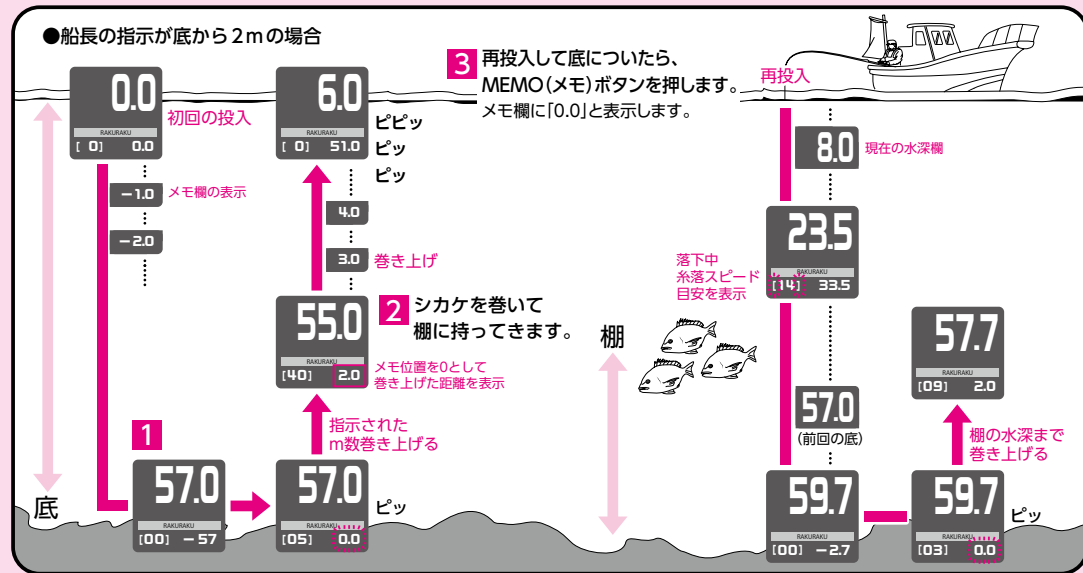 ●船長の指示が底から2mの場合
0.0
RAKURAKU
[ 0] 0.0
初回の投入
-1.0
メモ欄の表示
-2.0
底
1
57.0
RAKURAKU
[00] -57
57.0
RAKURAKU
[05] 0.0
ピッ
指示された
m数巻き上げる
55.0
RAKURAKU
[40] 2.0
2 シカケを巻いて
棚に持ってきます。
メモ位置を0として
巻き上げた距離を表示
3.0
巻き上げ
4.0
6.0
RAKURAKU
[ 0] 51.0
ピピッ
ピッ
ピッ
3 再投入して底についたら、
MEMO(メモ)ボタンを押します。
メモ欄に「0.0」と表示します。
再投入
8.0
現在の水深欄
23.5
RAKURAKU
[14] 33.5
落下中
糸落スピード
目安を表示
棚
57.0
(前回の底)
59.7
RAKURAKU
[00] -2.7
59.7
RAKURAKU
[03] 0.0
ピッ
棚の水深まで
巻き上げる
57.7
RAKURAKU
[09] 2.0